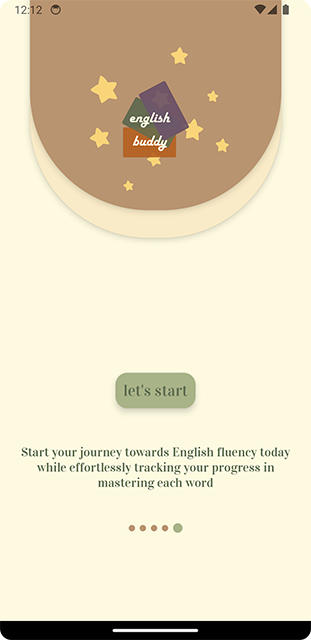 12:12
english
buddy
let's start
Start your journey towards English fluency today
while effortlessly tracking your progress in
mastering each word